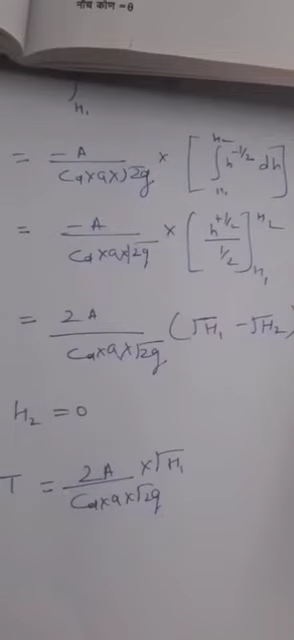 नीच कोण = θ
∫
H₁
= -A / Cd×a×√2g × [ ∫ h^-1/2 dh ] H₁ H₂
= -A / Cd×a×√2g × [ h^+1/2 / 1/2 ] H₁ H₂
= 2A / Cd×a×√2g (√H₁ - √H₂)
H₂ = 0
T = 2A / Cd×a×√2g ×√H₁